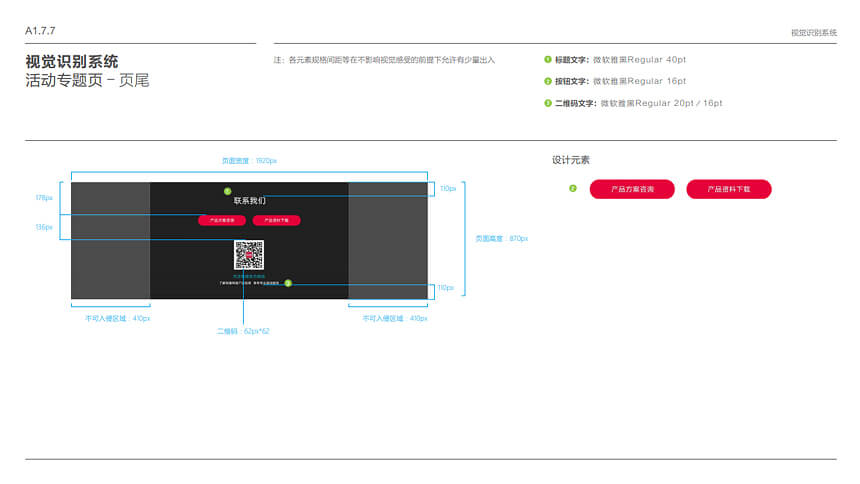 A1.7.7
视觉识别系统
视觉识别系统
活动专题页 – 页尾
注：各元素规格间距等在不影响视觉感受的前提下允许有少量出入
1 标题文字：微软雅黑Regular 40pt
2 按钮文字：微软雅黑Regular 16pt
3 二维码文字：微软雅黑Regular 20pt / 16pt
页面宽度：1920px
1
联系我们
产品方案咨询
产品资料下载
3
178px
135px
110px
页面高度：870px
110px
不可入侵区域：410px
不可入侵区域：410px
二维码：62px*62
设计元素
2
产品方案咨询
产品资料下载